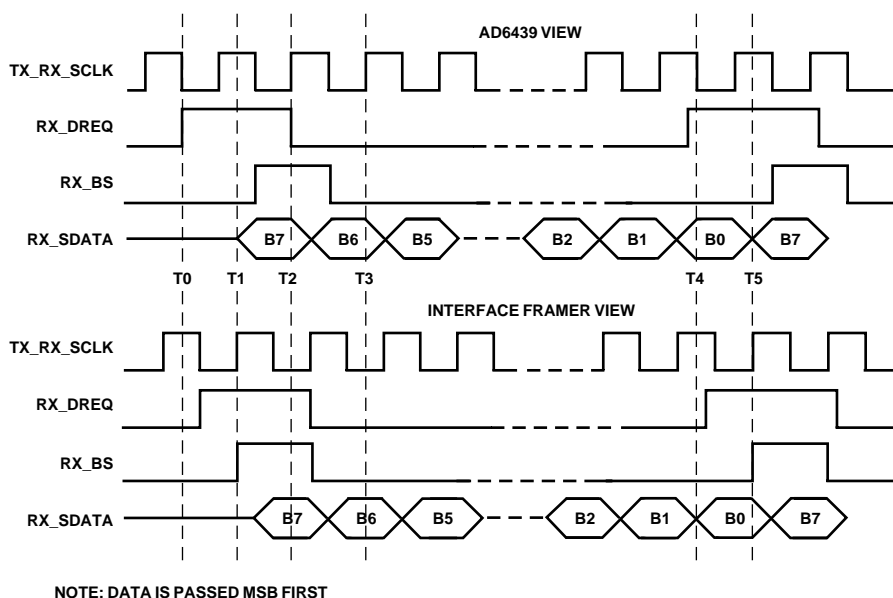 AD6439 VIEW
TX_RX_SCLK
RX_DREQ
RX_BS
RX_SDATA
B7 B6 B5 B2 B1 B0 B7
T0 T1 T2 T3 T4 T5
INTERFACE FRAMER VIEW
TX_RX_SCLK
RX_DREQ
RX_BS
RX_SDATA
B7 B6 B5 B2 B1 B0 B7
NOTE: DATA IS PASSED MSB FIRST